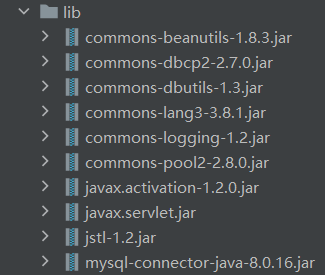 lib
commons-beanutils-1.8.3.jar
commons-dbcp2-2.7.0.jar
commons-dbutils-1.3.jar
commons-lang3-3.8.1.jar
commons-logging-1.2.jar
commons-pool2-2.8.0.jar
javax.activation-1.2.0.jar
javax.servlet.jar
jstl-1.2.jar
mysql-connector-java-8.0.16.jar